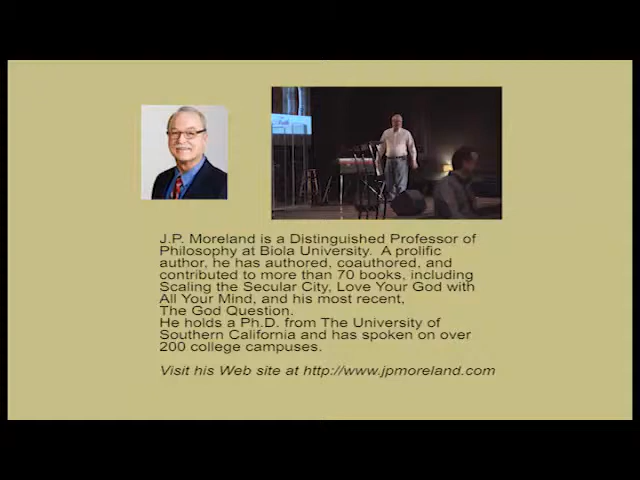 J.P. Moreland is a Distinguished Professor of
Philosophy at Biola University.  A prolific
author, he has authored, coauthored, and
contributed to more than 70 books, including
Scaling the Secular City, Love Your God with
All Your Mind, and his most recent,
The God Question.
He holds a Ph.D. from The University of
Southern California and has spoken on over
200 college campuses.
Visit his Web site at http://www.jpmoreland.com